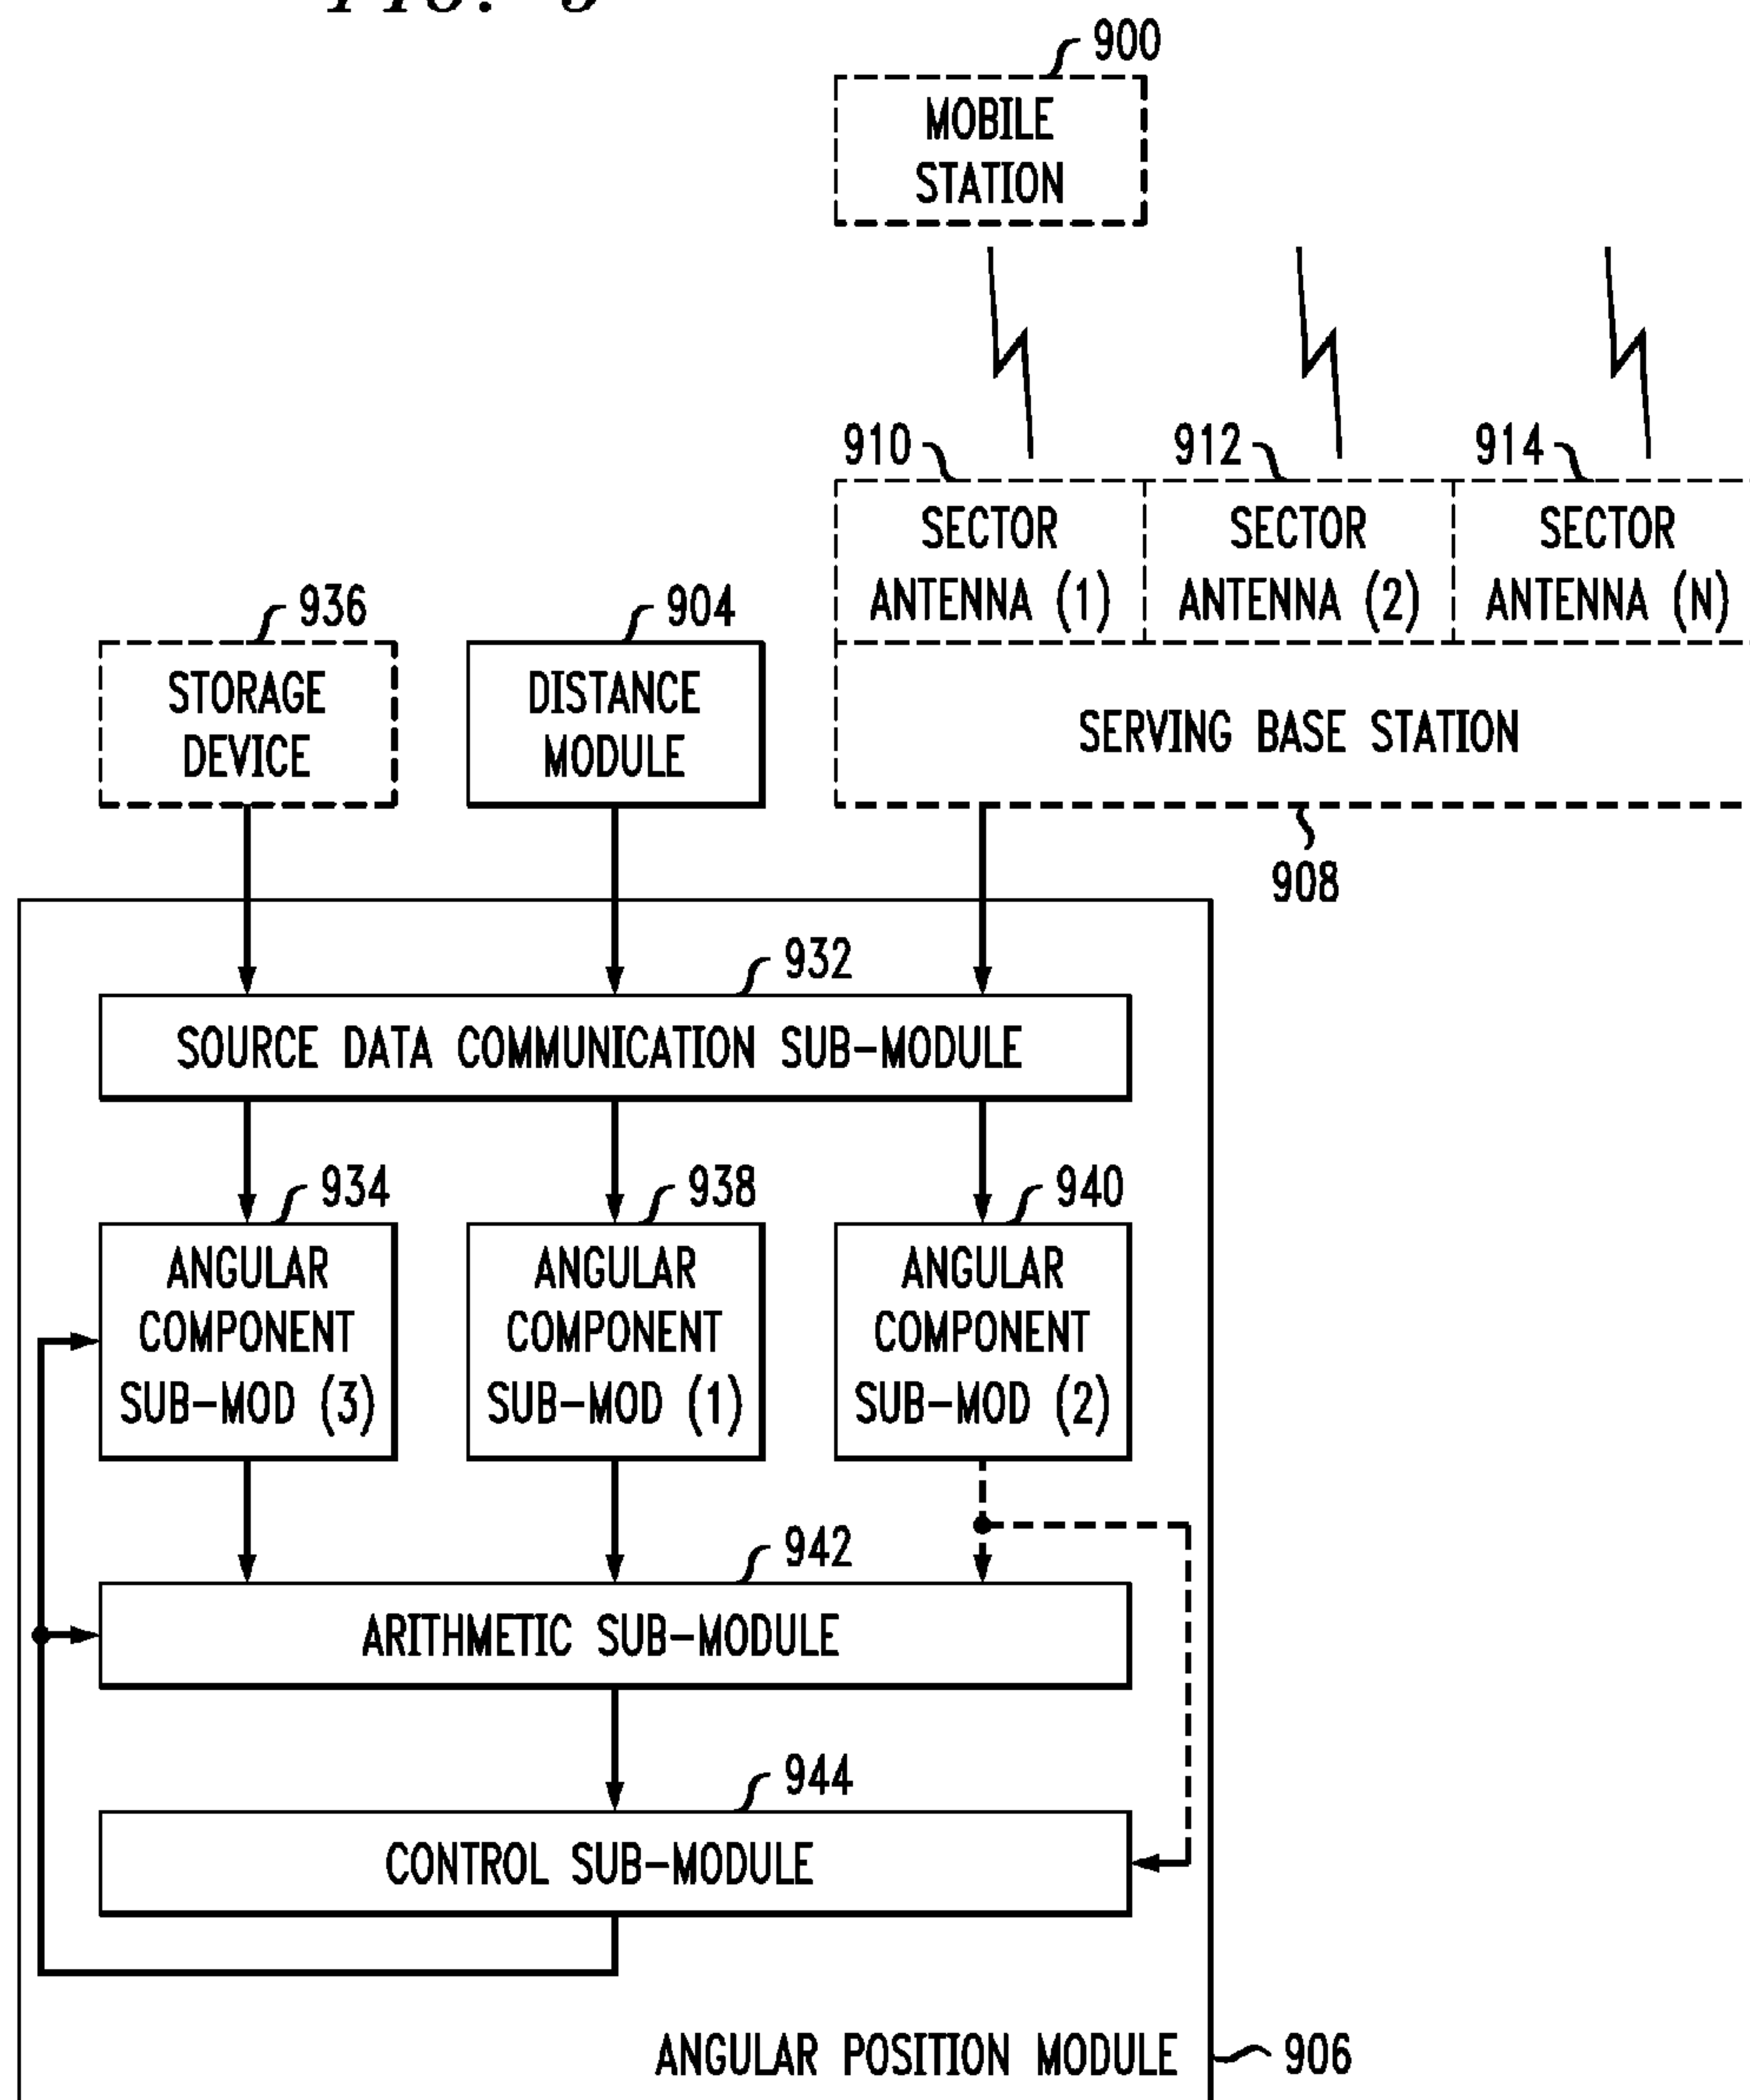 FIG. 9
900
MOBILE
STATION
910
912
914
SECTOR
ANTENNA (1)
SECTOR
ANTENNA (2)
SECTOR
ANTENNA (N)
936
904
STORAGE
DEVICE
DISTANCE
MODULE
SERVING BASE STATION
908
932
SOURCE DATA COMMUNICATION SUB-MODULE
934
938
940
ANGULAR
COMPONENT
SUB-MOD (3)
ANGULAR
COMPONENT
SUB-MOD (1)
ANGULAR
COMPONENT
SUB-MOD (2)
942
ARITHMETIC SUB-MODULE
944
CONTROL SUB-MODULE
ANGULAR POSITION MODULE
906